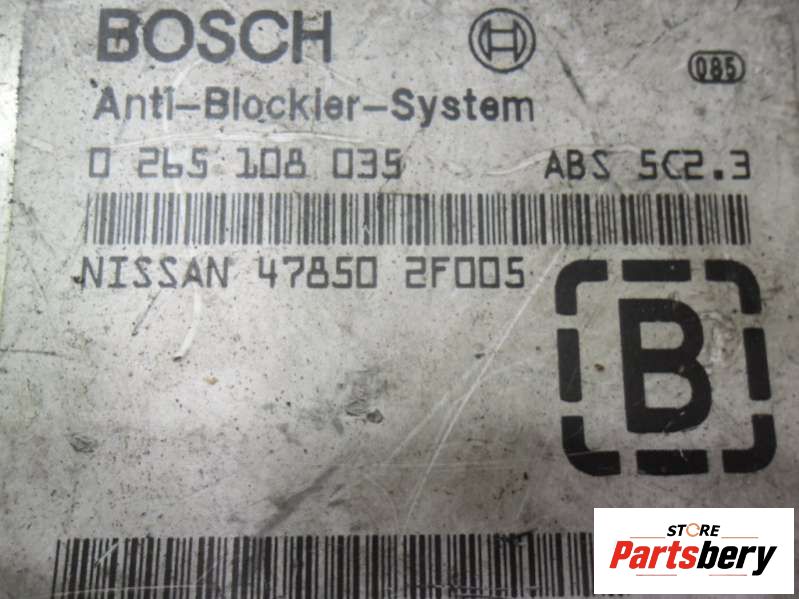 BOSCH
085
Anti-Blockier-System
0 265 108 035 ABS 5C2.3
NISSAN 47850 2F005
B
STORE
Partsbery